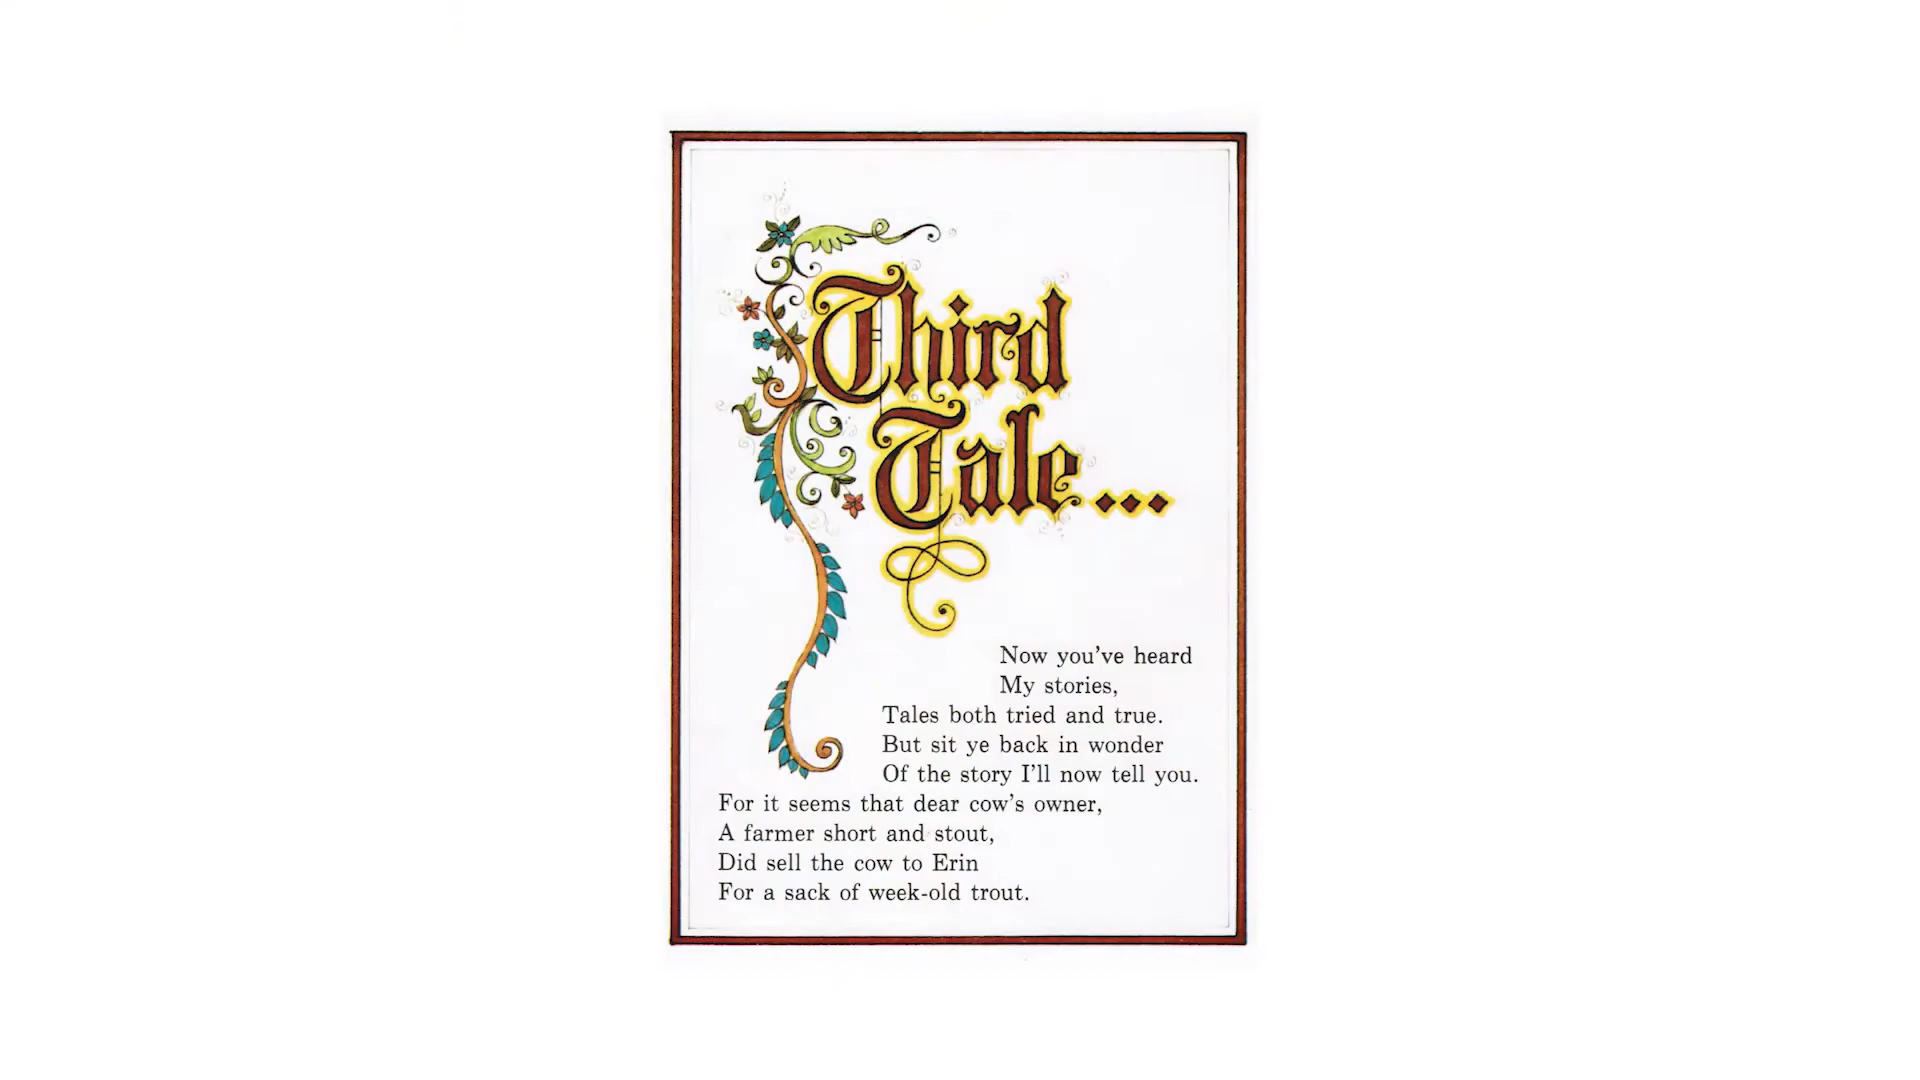 Third
Tale...
Now you've heard
My stories,
Tales both tried and true.
But sit ye back in wonder
Of the story I'll now tell you.
For it seems that dear cow's owner,
A farmer short and stout,
Did sell the cow to Erin
For a sack of week-old trout.